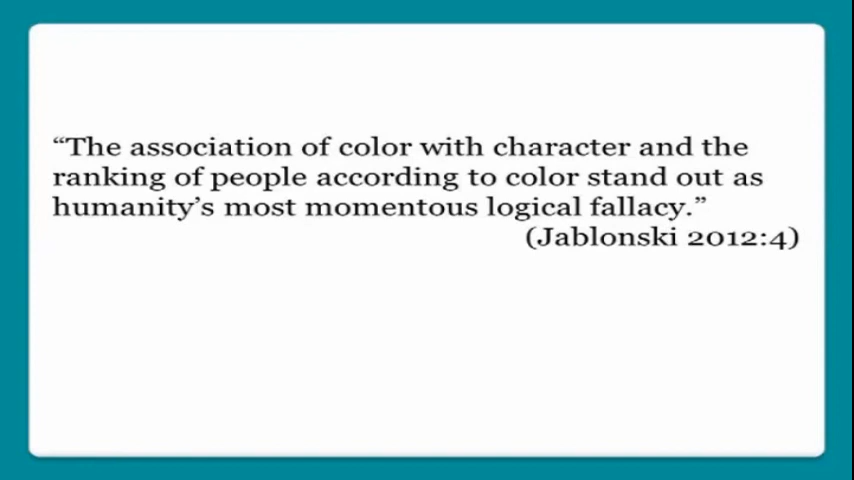 “The association of color with character and the
ranking of people according to color stand out as
humanity’s most momentous logical fallacy.”
(Jablonski 2012:4)